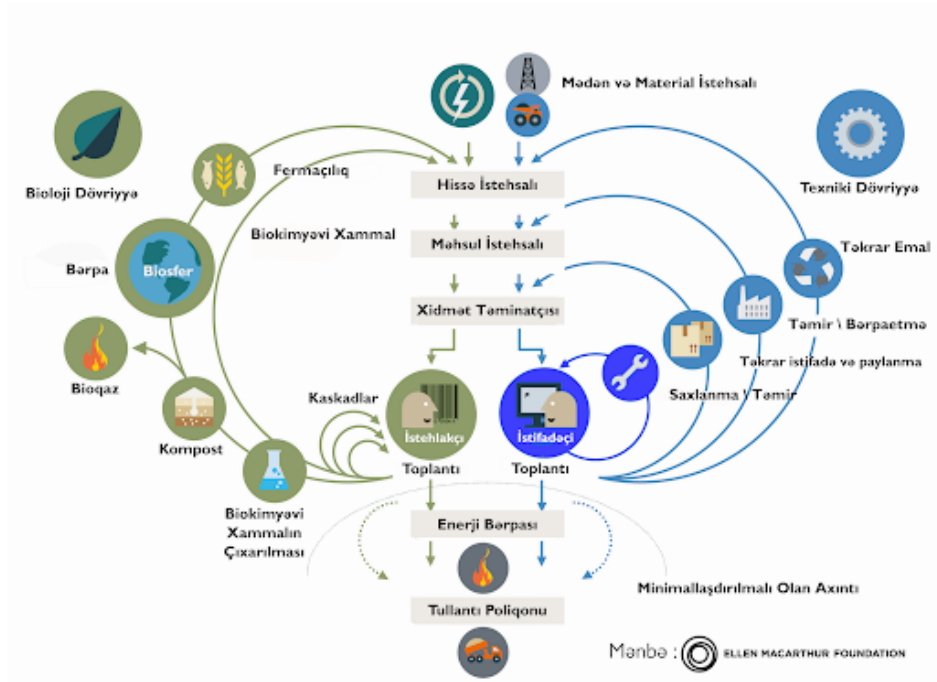 Mədən və Material İstehsalı
Bioloji Dövriyyə
Texniki Dövriyyə
Fermaçılıq
Hissə İstehsalı
Biokimyəvi Xammal
Məhsul İstehsalı
Təkrar Emal
Bərpa
Biosfer
Xidmət Təminatçısı
Təmir \ Bərpaetmə
Təkrar istifadə və paylanma
Bioqaz
Saxlanma \ Təmir
Kaskadlar
İstehlakçı
İstifadəçi
Kompost
Toplantı
Toplantı
Biokimyəvi
Xammalın
Çıxarılması
Enerji Bərpası
Minimallaşdırılmalı Olan Axıntı
Tullantı Poliqonu
Mənbə : ELLEN MACARTHUR FOUNDATION